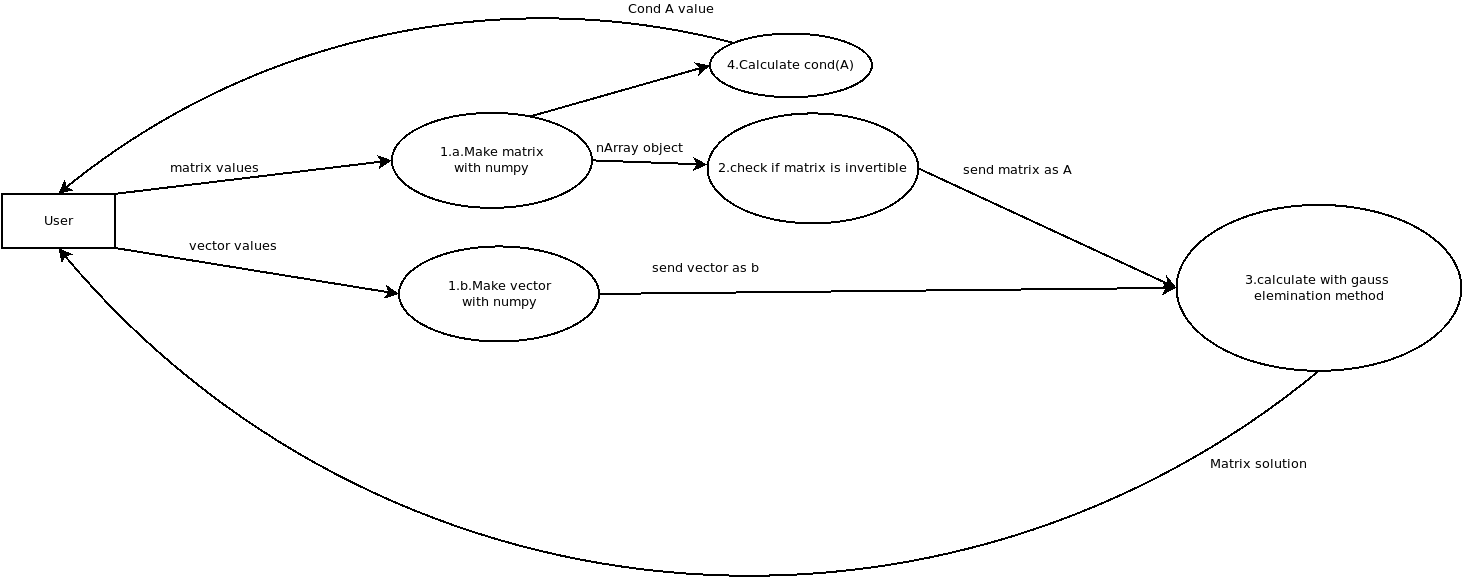 Cond A value
4.Calculate cond(A)
1.a.Make matrix
with numpy
nArray object
2.check if matrix is invertible
send matrix as A
matrix values
User
vector values
1.b.Make vector
with numpy
send vector as b
3.calculate with gauss
elemination method
Matrix solution